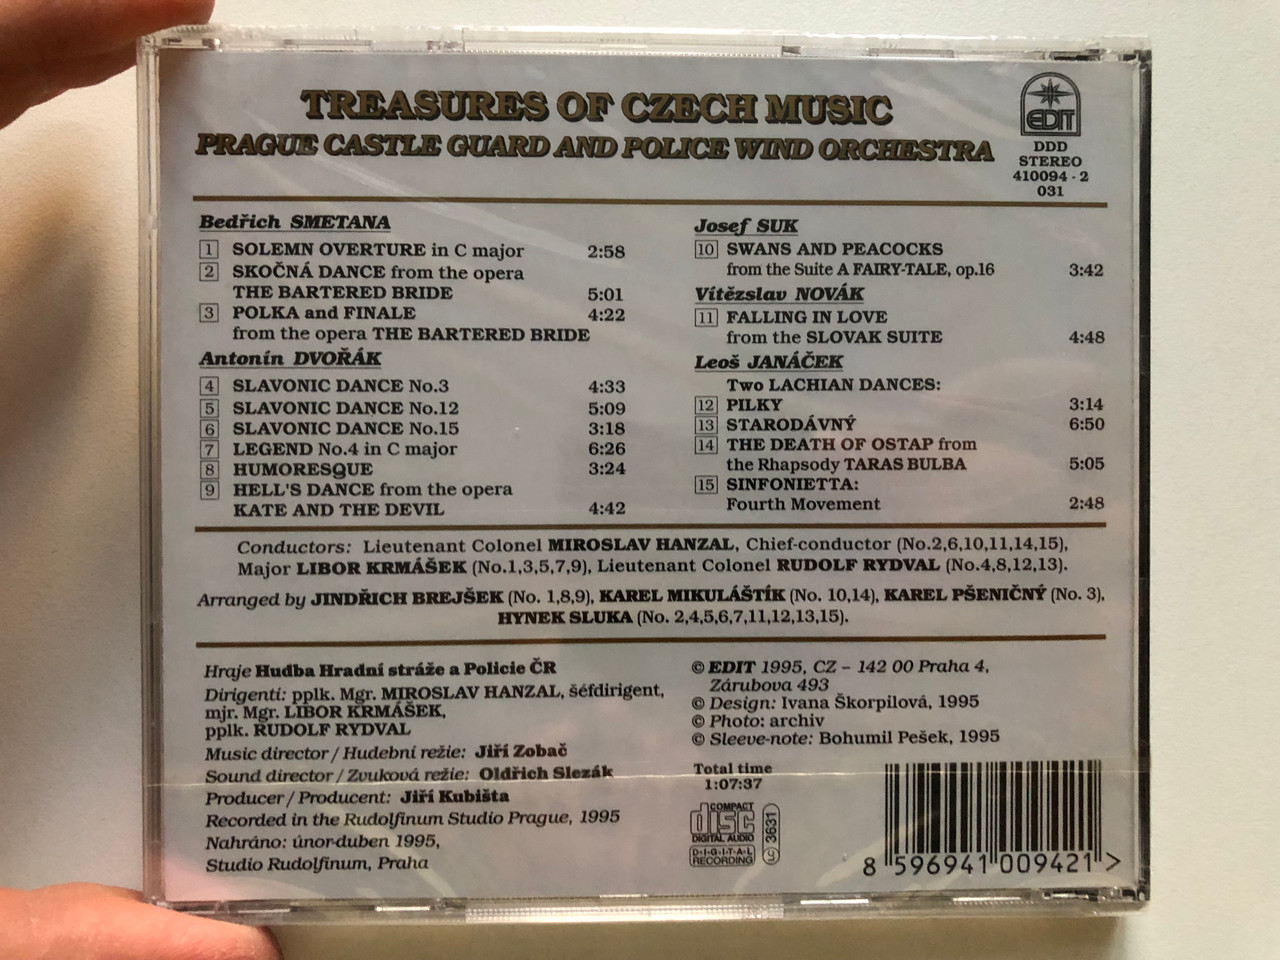 TREASURES OF CZECH MUSIC
PRAGUE CASTLE GUARD AND POLICE WIND ORCHESTRA
EDIT
DDD
STEREO
410094 - 2
031
Bedřich SMETANA
1 SOLEMN OVERTURE in C major 2:58
2 SKOČNÁ DANCE from the opera
THE BARTERED BRIDE 5:01
3 POLKA and FINALE 4:22
from the opera THE BARTERED BRIDE
Antonín DVOŘÁK
4 SLAVONIC DANCE No.3 4:33
5 SLAVONIC DANCE No.12 5:09
6 SLAVONIC DANCE No.15 3:18
7 LEGEND No.4 in C major 6:26
8 HUMORESQUE 3:24
9 HELL'S DANCE from the opera
KATE AND THE DEVIL 4:42
Josef SUK
10 SWANS AND PEACOCKS
from the Suite A FAIRY-TALE, op.16 3:42
Vítězslav NOVÁK
11 FALLING IN LOVE
from the SLOVAK SUITE 4:48
Leoš JANÁČEK
Two LACHIAN DANCES:
12 PILKY 3:14
13 STARODÁVNÝ 6:50
14 THE DEATH OF OSTAP from
the Rhapsody TARAS BULBA 5:05
15 SINFONIETTA:
Fourth Movement 2:48
Conductors: Lieutenant Colonel MIROSLAV HANZAL, Chief-conductor (No.2,6,10,11,14,15),
Major LIBOR KRMÁŠEK (No.1,3,5,7,9), Lieutenant Colonel RUDOLF RYDVAL (No.4,8,12,13).
Arranged by JINDŘICH BREJŠEK (No. 1,8,9), KAREL MIKULÁŠTÍK (No. 10,14), KAREL PŠENIČNÝ (No. 3),
HYNEK SLUKA (No. 2,4,5,6,7,11,12,13,15).
Hraje Hudba Hradní stráže a Policie ČR
Dirigenti: pplk. Mgr. MIROSLAV HANZAL, šéfdirigent,
mjr. Mgr. LIBOR KRMÁŠEK,
pplk. RUDOLF RYDVAL
Music director / Hudební režie: Jiří Zobač
Sound director / Zvuková režie: Oldřich Slezák
Producer / Producent: Jiří Kubišta
Recorded in the Rudolfinum Studio Prague, 1995
Nahráno: únor-duben 1995,
Studio Rudolfinum, Praha
© EDIT 1995, CZ – 142 00 Praha 4,
Zárubova 493
© Design: Ivana Škorpilová, 1995
© Photo: archiv
© Sleeve-note: Bohumil Pešek, 1995
Total time
1:07:37
COMPACT
disc
DIGITAL AUDIO
DIGITAL
RECORDING
LC 3631
8 596941 009421 >